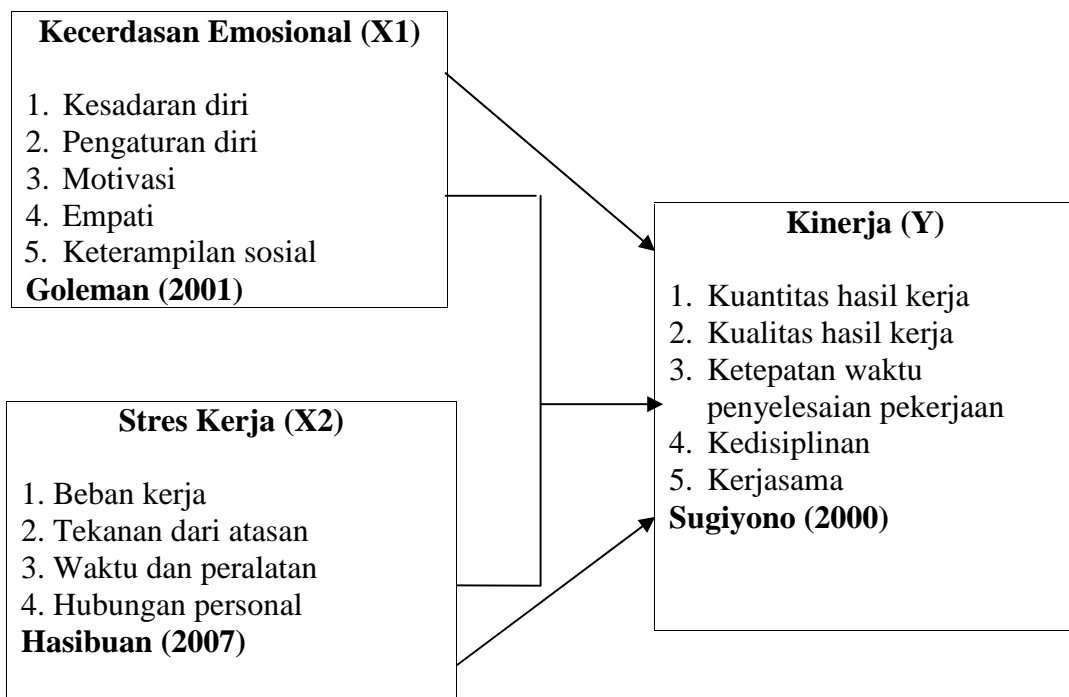 Kecerdasan Emosional (X1)
1. Kesadaran diri
2. Pengaturan diri
3. Motivasi
4. Empati
5. Keterampilan sosial
Goleman (2001)
Stres Kerja (X2)
1. Beban kerja
2. Tekanan dari atasan
3. Waktu dan peralatan
4. Hubungan personal
Hasibuan (2007)
Kinerja (Y)
1. Kuantitas hasil kerja
2. Kualitas hasil kerja
3. Ketepatan waktu
penyelesaian pekerjaan
4. Kedisiplinan
5. Kerjasama
Sugiyono (2000)